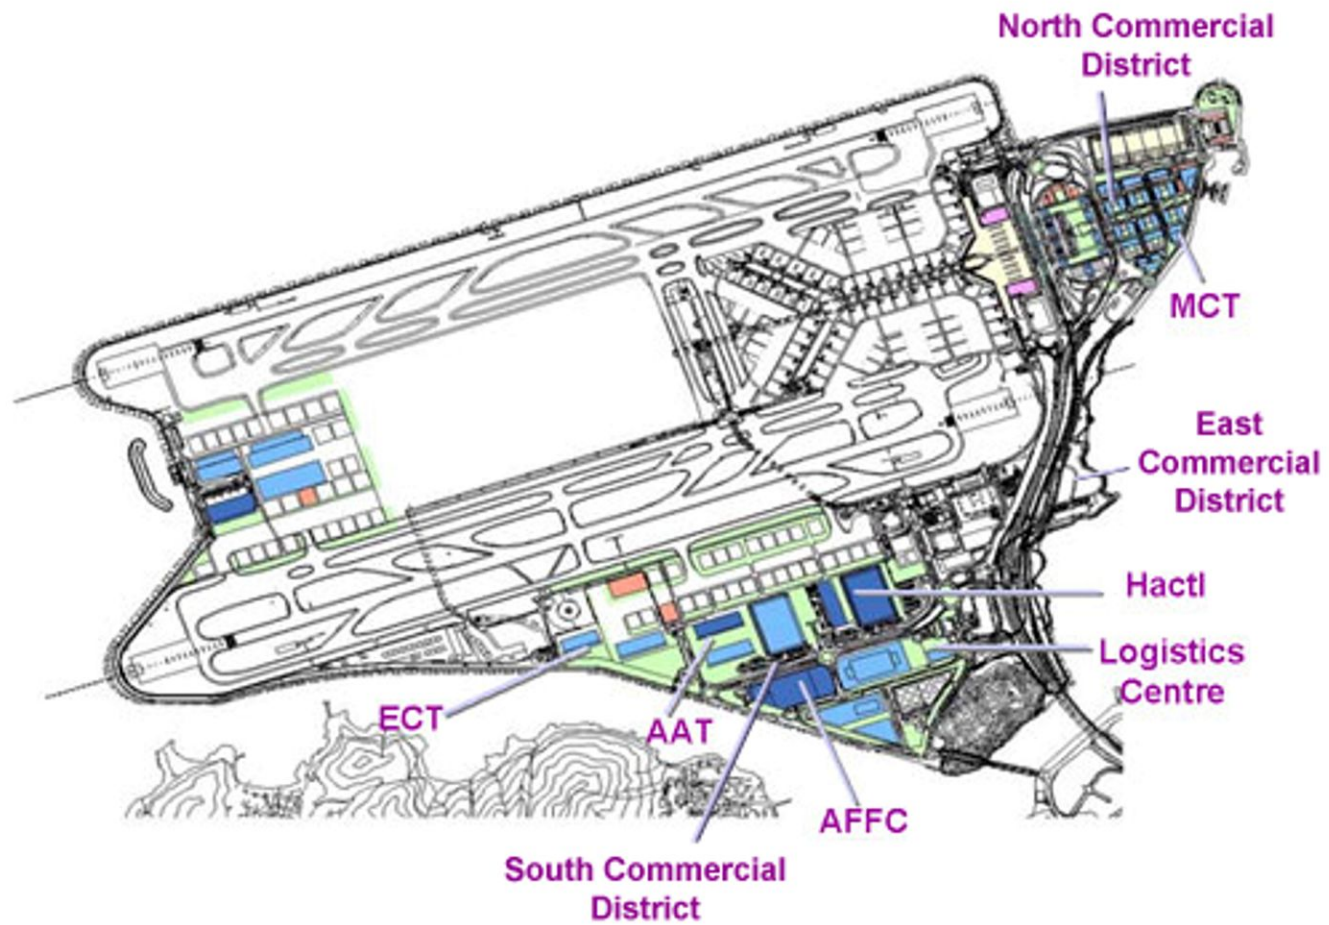 North Commercial
District
MCT
East
Commercial
District
Hactl
Logistics
Centre
ECT
AAT
AFFC
South Commercial
District